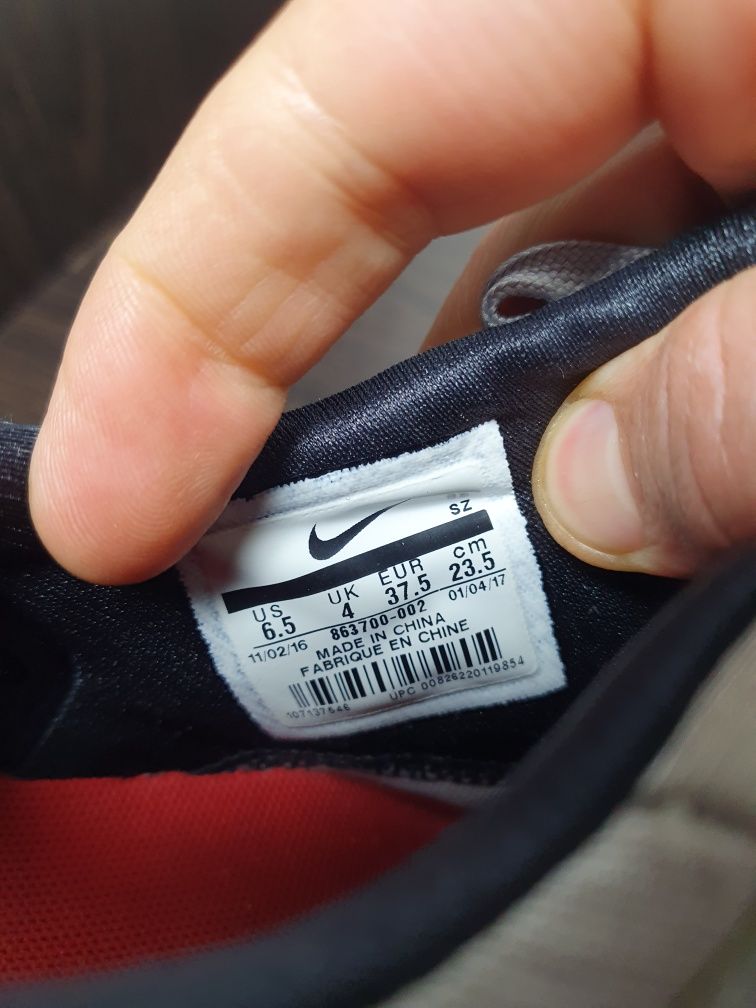 SZ
US UK EUR cm
6.5 4 37.5 23.5
863700-002
11/02/16 01/04/17
MADE IN CHINA
FABRIQUE EN CHINE
UPC 00826220119854